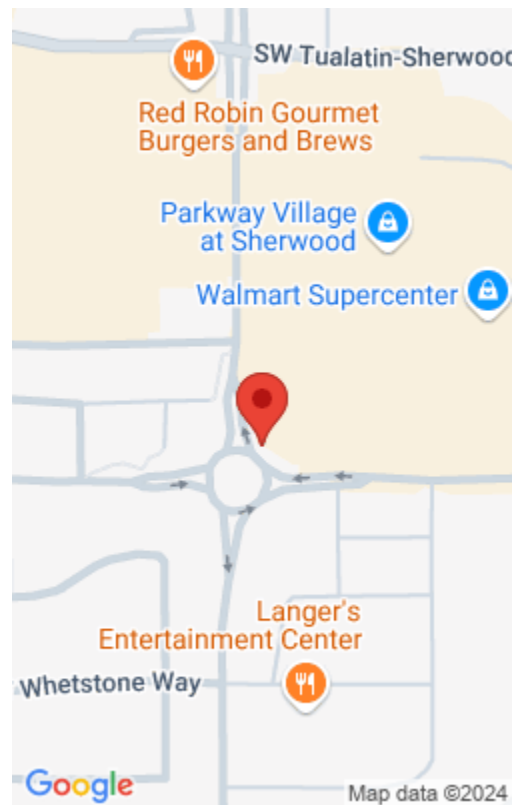 SW Tualatin-Sherwood
Red Robin Gourmet
Burgers and Brews
Parkway Village
at Sherwood
Walmart Supercenter
Langer's
Entertainment Center
Whetstone Way
Google
Map data ©2024